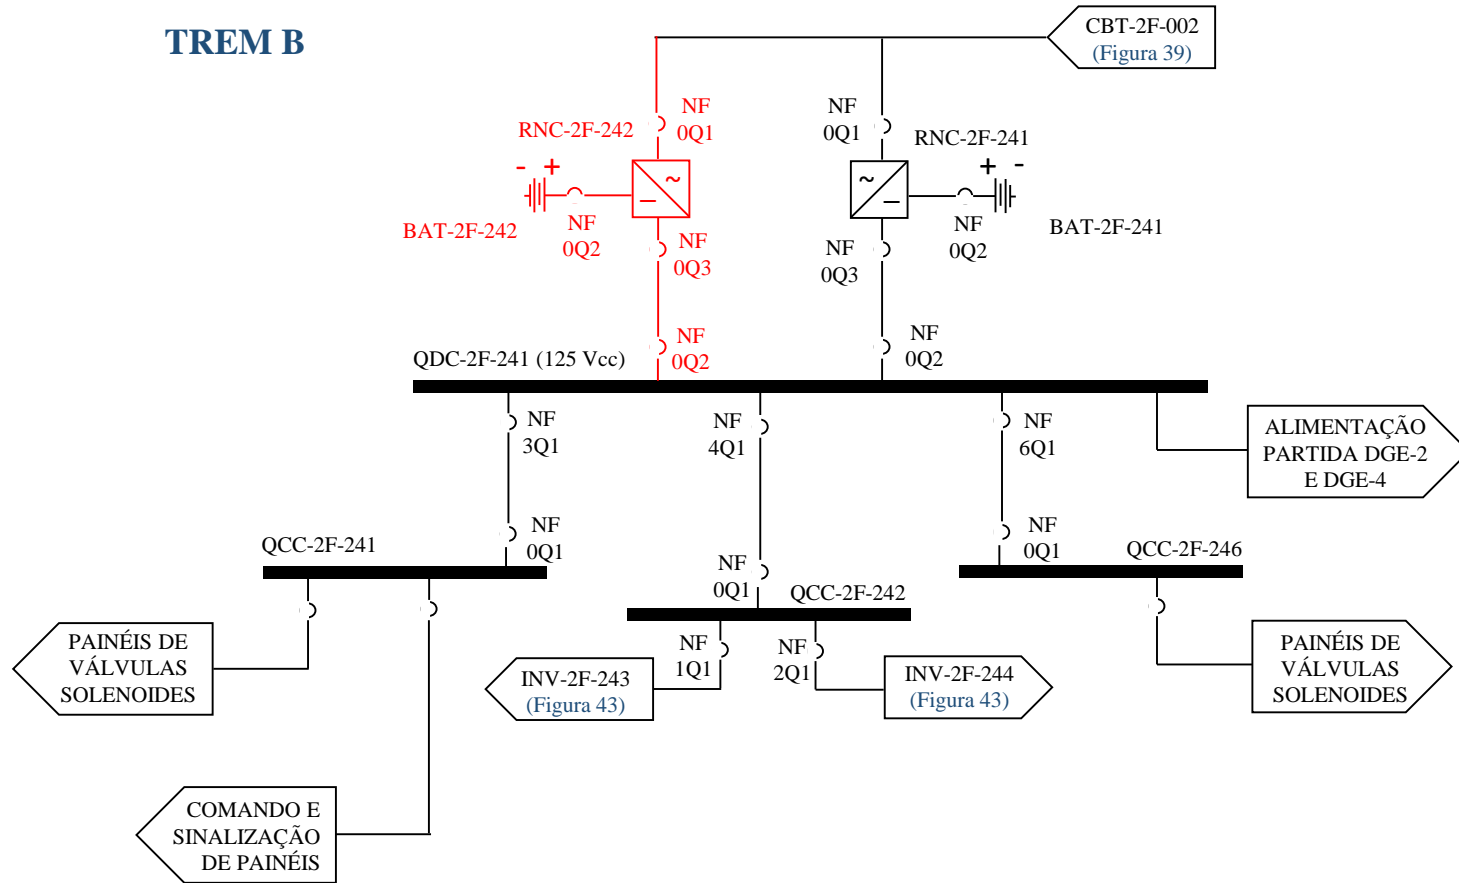 TREM B
CBT-2F-002
(Figura 39)
NF
0Q1
RNC-2F-242
NF
0Q1
RNC-2F-241
- +
+ -
~
–
~
–
BAT-2F-242
NF
0Q2
NF
0Q3
NF
0Q3
NF
0Q2
BAT-2F-241
NF
0Q2
NF
0Q2
QDC-2F-241 (125 Vcc)
NF
3Q1
NF
4Q1
NF
6Q1
ALIMENTAÇÃO
PARTIDA DGE-2
E DGE-4
QCC-2F-241
NF
0Q1
NF
0Q1
QCC-2F-242
NF
0Q1
QCC-2F-246
PAINÉIS DE
VÁLVULAS
SOLENOIDES
NF
1Q1
INV-2F-243
(Figura 43)
NF
2Q1
INV-2F-244
(Figura 43)
PAINÉIS DE
VÁLVULAS
SOLENOIDES
COMANDO E
SINALIZAÇÃO
DE PAINÉIS